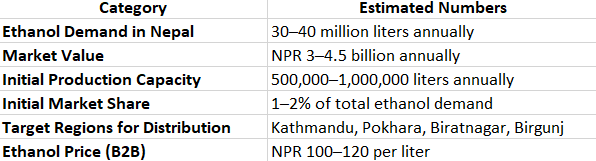 Category Estimated Numbers
Ethanol Demand in Nepal 30–40 million liters annually
Market Value NPR 3–4.5 billion annually
Initial Production Capacity 500,000–1,000,000 liters annually
Initial Market Share 1–2% of total ethanol demand
Target Regions for Distribution Kathmandu, Pokhara, Biratnagar, Birgunj
Ethanol Price (B2B) NPR 100–120 per liter